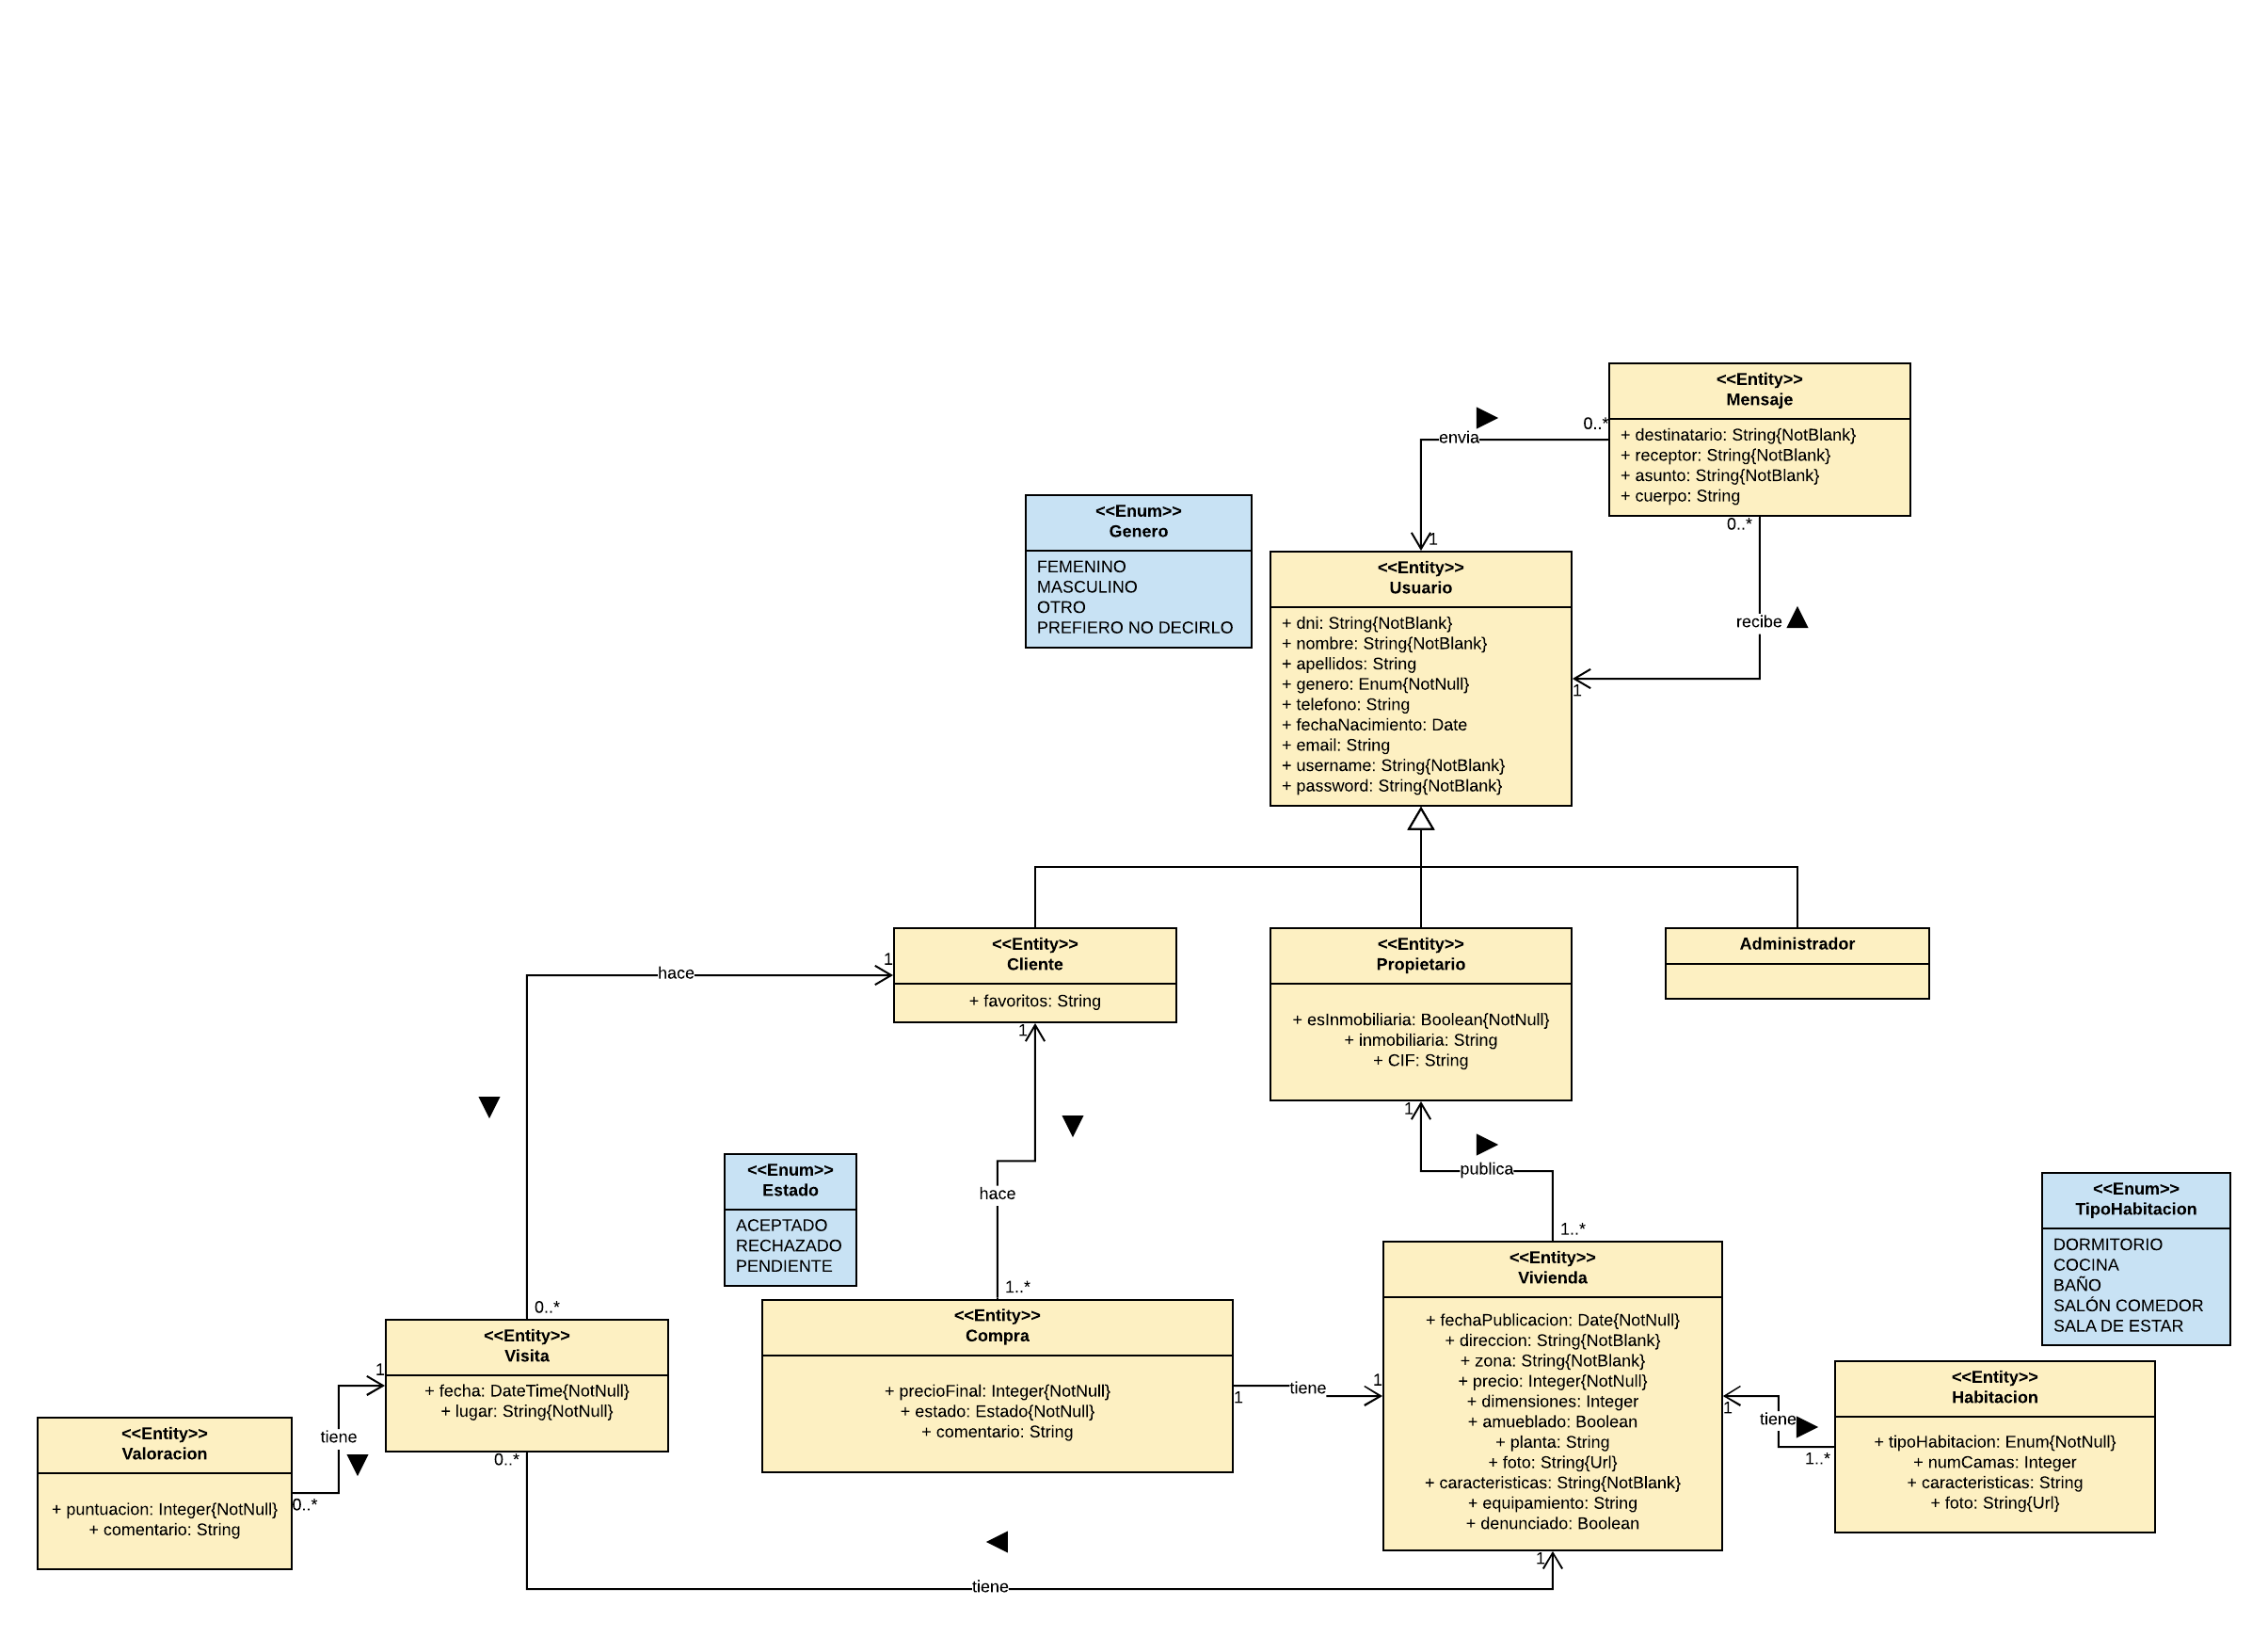 <<Entity>>
Mensaje
+ destinatario: String{NotBlank}
+ receptor: String{NotBlank}
+ asunto: String{NotBlank}
+ cuerpo: String
0..*
envia
1
0..*
recibe
1
<<Enum>>
Genero
FEMENINO
MASCULINO
OTRO
PREFIERO NO DECIRLO
<<Entity>>
Usuario
+ dni: String{NotBlank}
+ nombre: String{NotBlank}
+ apellidos: String
+ genero: Enum{NotNull}
+ telefono: String
+ fechaNacimiento: Date
+ email: String
+ username: String{NotBlank}
+ password: String{NotBlank}
<<Entity>>
Cliente
+ favoritos: String
<<Entity>>
Propietario
+ esInmobiliaria: Boolean{NotNull}
+ inmobiliaria: String
+ CIF: String
Administrador
hace
1
1
hace
1..*
1
publica
1..*
<<Enum>>
Estado
ACEPTADO
RECHAZADO
PENDIENTE
<<Enum>>
TipoHabitacion
DORMITORIO
COCINA
BAÑO
SALÓN COMEDOR
SALA DE ESTAR
0..*
<<Entity>>
Visita
+ fecha: DateTime{NotNull}
+ lugar: String{NotNull}
0..*
<<Entity>>
Compra
+ precioFinal: Integer{NotNull}
+ estado: Estado{NotNull}
+ comentario: String
1
tiene
1
<<Entity>>
Vivienda
+ fechaPublicacion: Date{NotNull}
+ direccion: String{NotBlank}
+ zona: String{NotBlank}
+ precio: Integer{NotNull}
+ dimensiones: Integer
+ amueblado: Boolean
+ planta: String
+ foto: String{Url}
+ caracteristicas: String{NotBlank}
+ equipamiento: String
+ denunciado: Boolean
1
tiene
1..*
<<Entity>>
Habitacion
+ tipoHabitacion: Enum{NotNull}
+ numCamas: Integer
+ caracteristicas: String
+ foto: String{Url}
1
tiene
0..*
<<Entity>>
Valoracion
+ puntuacion: Integer{NotNull}
+ comentario: String
tiene
1